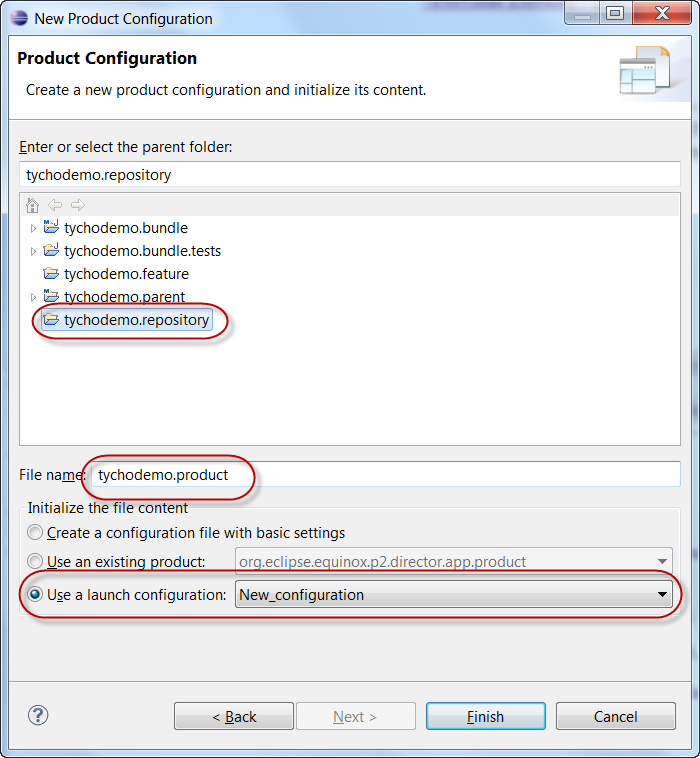 New Product Configuration
Product Configuration
Create a new product configuration and initialize its content.
Enter or select the parent folder:
tychodemo.repository
tychodemo.bundle
tychodemo.bundle.tests
tychodemo.feature
tychodemo.parent
tychodemo.repository
File name: tychodemo.product
Initialize the file content
Create a configuration file with basic settings
Use an existing product: org.eclipse.equinox.p2.director.app.product
Use a launch configuration: New_configuration
? < Back Next > Finish Cancel